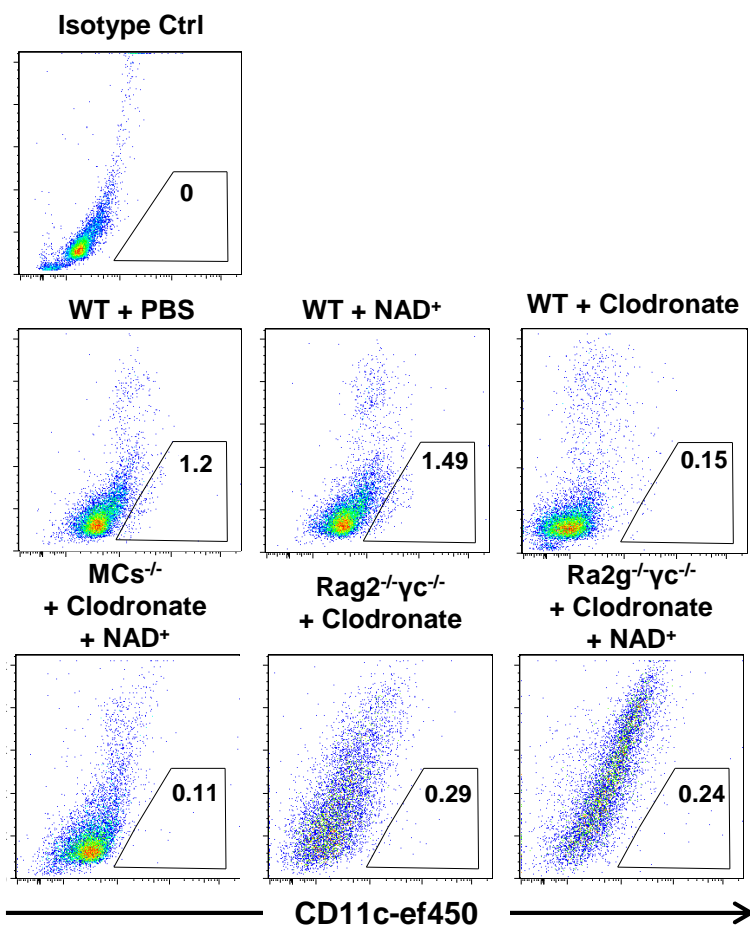 Isotype Ctrl
0
WT + PBS
WT + NAD⁺
WT + Clodronate
1.2
1.49
0.15
MCs⁻/⁻
+ Clodronate
+ NAD⁺
Rag2⁻/⁻γc⁻/⁻
+ Clodronate
Ra2g⁻/⁻γc⁻/⁻
+ Clodronate
+ NAD⁺
0.11
0.29
0.24
CD11c-ef450